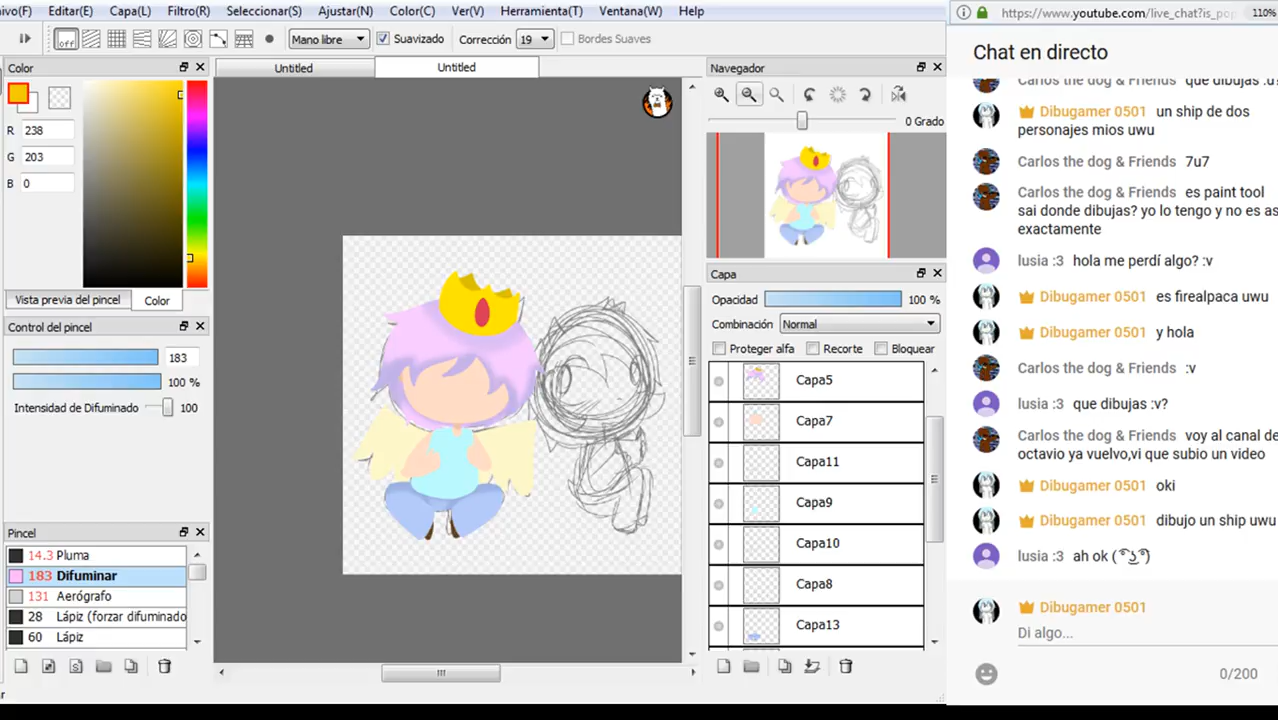 ivo(F) Editar(E) Capa(L) Filtro(R) Seleccionar(S) Ajustar(N) Color(C) Ver(V) Herramienta(T) Ventana(W) Help
off Mano libre Suavizado Corrección 19 Bordes Suaves
Untitled Untitled
Color
R 238
G 203
B 0
Vista previa del pincel Color
Control del pincel
183
100 %
Intensidad de Difuminado 100
Pincel
14.3 Pluma
183 Difuminar
131 Aerógrafo
28 Lápiz (forzar difuminado
60 Lápiz
ar
Navegador
0 Grado
Capa
Opacidad 100 %
Combinación Normal
Proteger alfa Recorte Bloquear
Capa5
Capa7
Capa11
Capa9
Capa10
Capa8
Capa13
https://www.youtube.com/live_chat?is_pop 110%
Chat en directo
Carlos the dog & Friends que dibujas :u?
Dibugamer 0501 un ship de dos
personajes mios uwu
Carlos the dog & Friends 7u7
Carlos the dog & Friends es paint tool
sai donde dibujas? yo lo tengo y no es as
exactamente
lusia :3 hola me perdí algo? :v
Dibugamer 0501 es firealpaca uwu
Dibugamer 0501 y hola
Carlos the dog & Friends :v
lusia :3 que dibujas :v?
Carlos the dog & Friends voy al canal de
octavio ya vuelvo,vi que subio un video
Dibugamer 0501 oki
Dibugamer 0501 dibujo un ship uwu
lusia :3 ah ok ( ͡° ͜ʖ ͡°)
Dibugamer 0501
Di algo...
0/200